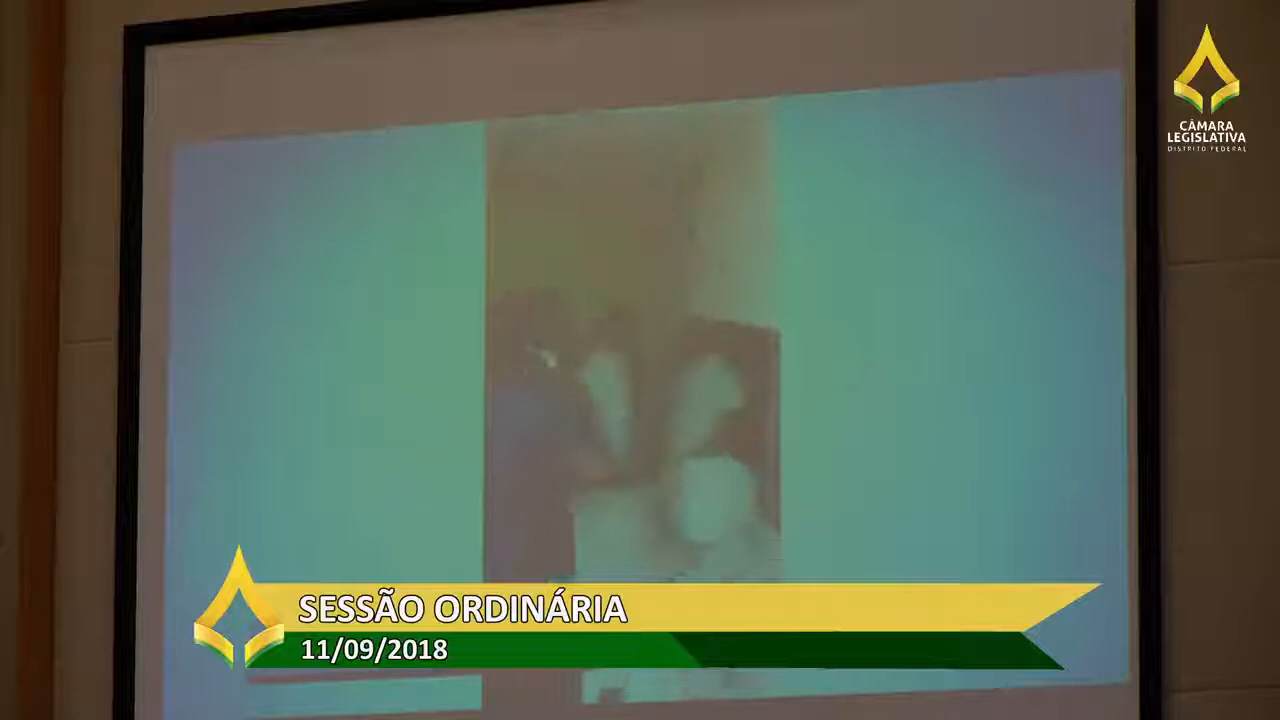 CÂMARA
LEGISLATIVA
DISTRITO FEDERAL
SESSÃO ORDINÁRIA
11/09/2018